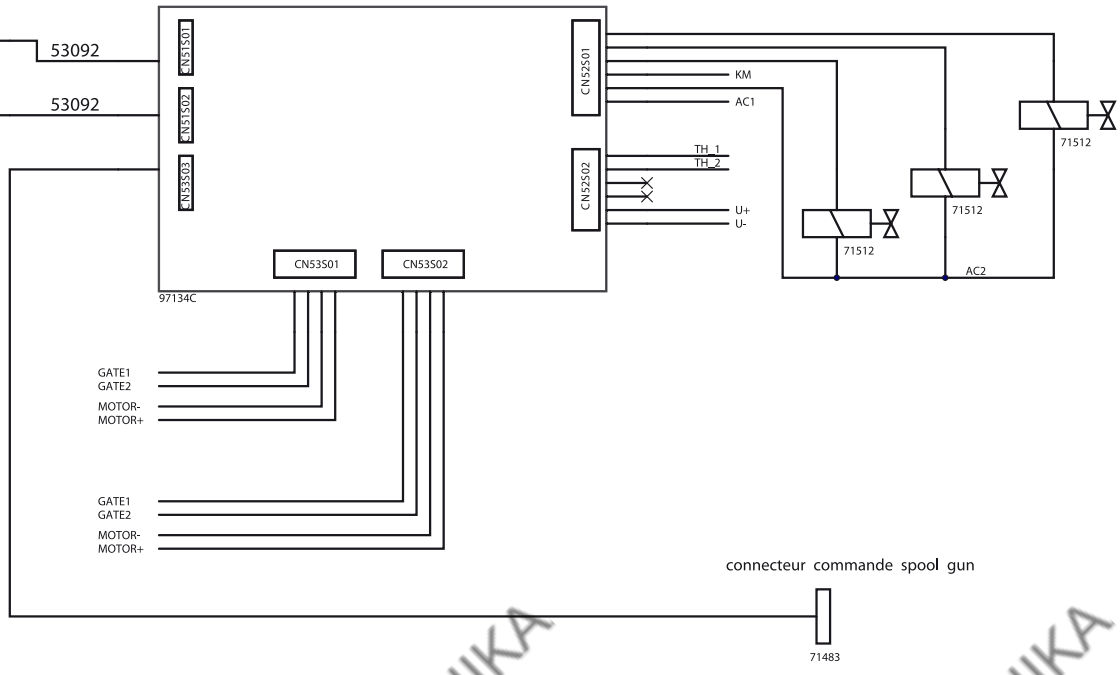 53092
CN51S01
53092
CN51S02
CN53S03
CN52S01
KM
AC1
71512
TH_1
TH_2
CN52S02
U+
U-
71512
71512
AC2
CN53S01
CN53S02
97134C
GATE1
GATE2
MOTOR-
MOTOR+
GATE1
GATE2
MOTOR-
MOTOR+
connecteur commande spool gun
71483